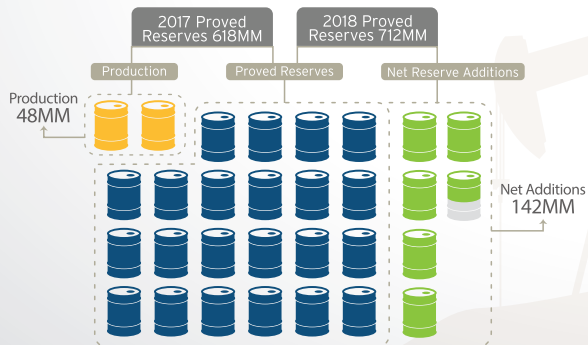 2017 Proved
Reserves 618MM
2018 Proved
Reserves 712MM
Production
Proved Reserves
Net Reserve Additions
Production
48MM
Net Additions
142MM